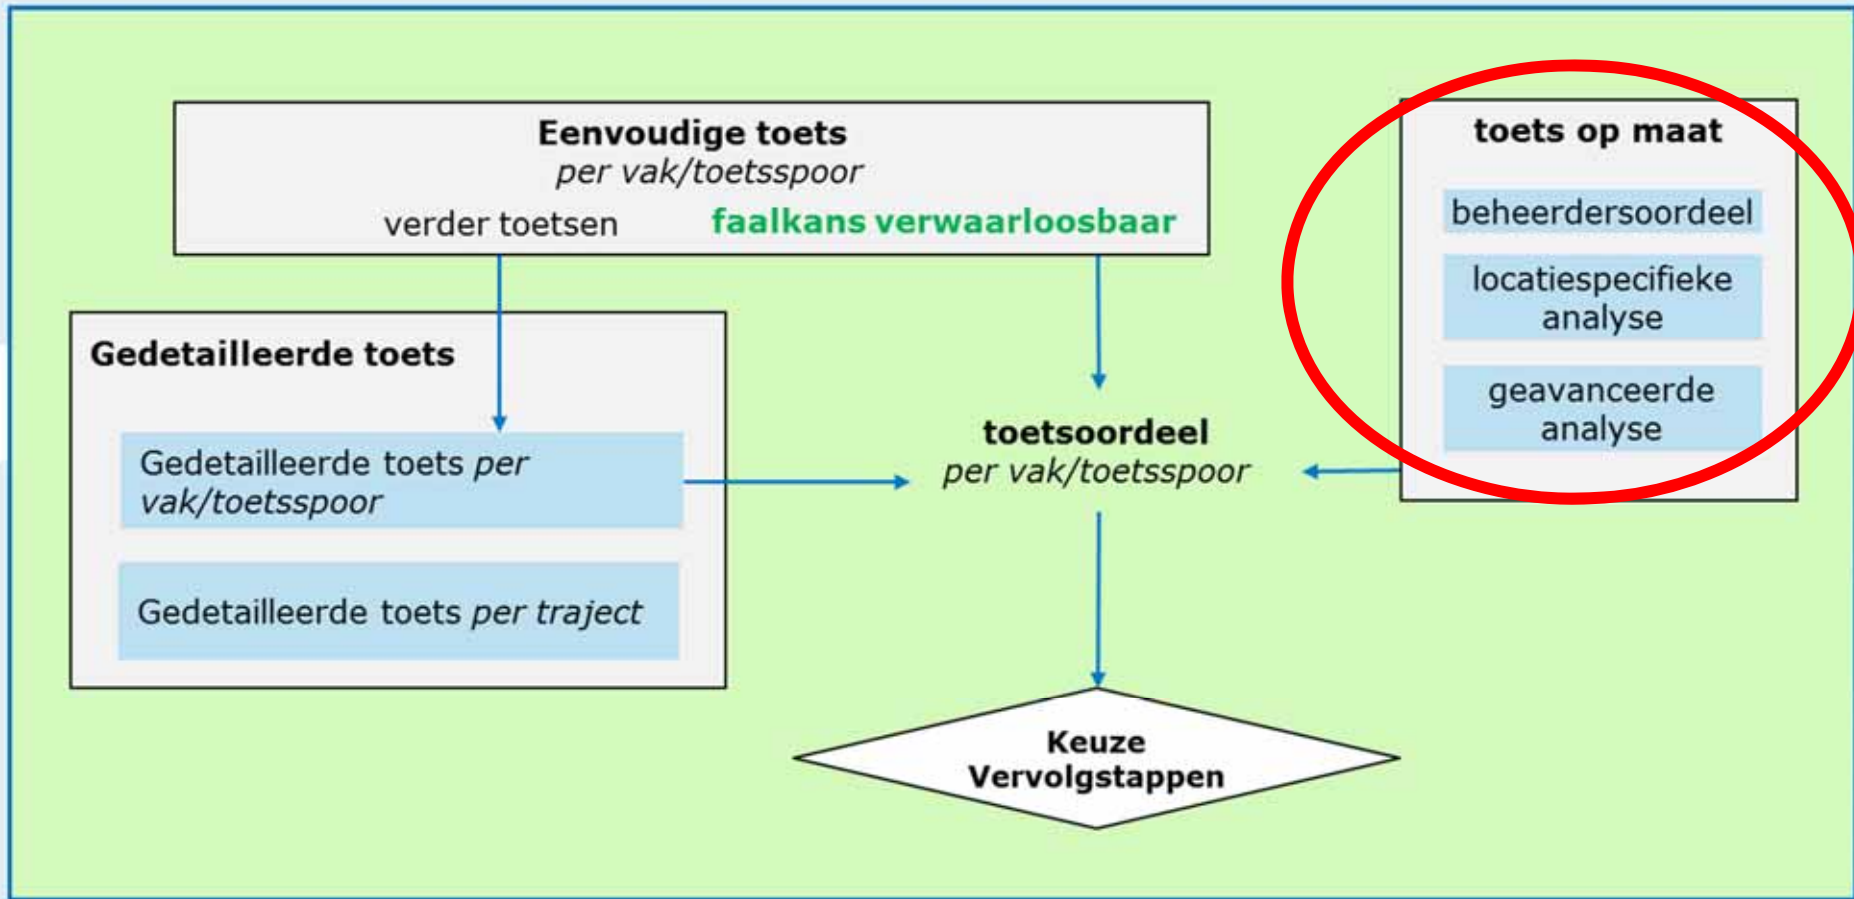 Eenvoudige toets
per vak/toetsspoor
verder toetsen faalkans verwaarloosbaar
toets op maat
beheerdersoordeel
locatiespecifieke
analyse
geavanceerde
analyse
Gedetailleerde toets
Gedetailleerde toets per
vak/toetsspoor
Gedetailleerde toets per traject
toetsoordeel
per vak/toetsspoor
Keuze
Vervolgstappen